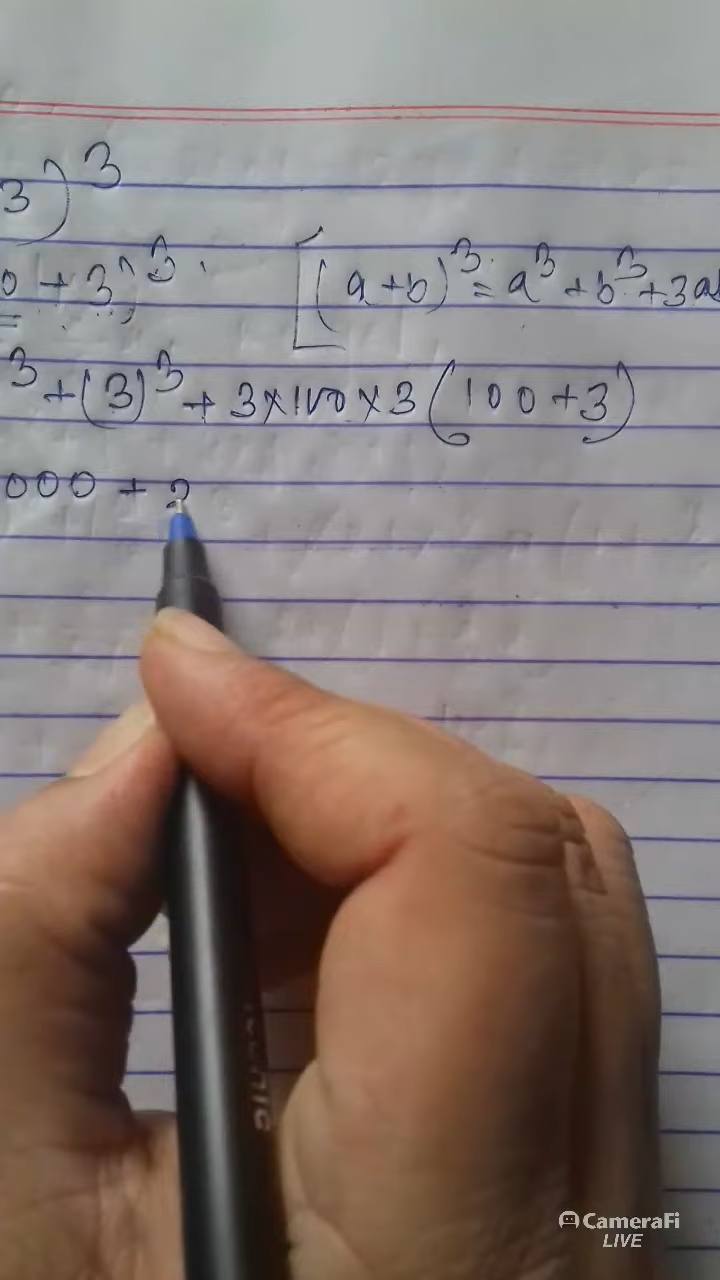 3)³
0 + 3)³ [(a+b)³ = a³ + b³ + 3a
³ + (3)³ + 3×100×3(100+3)
000 + 2
CameraFi
LIVE